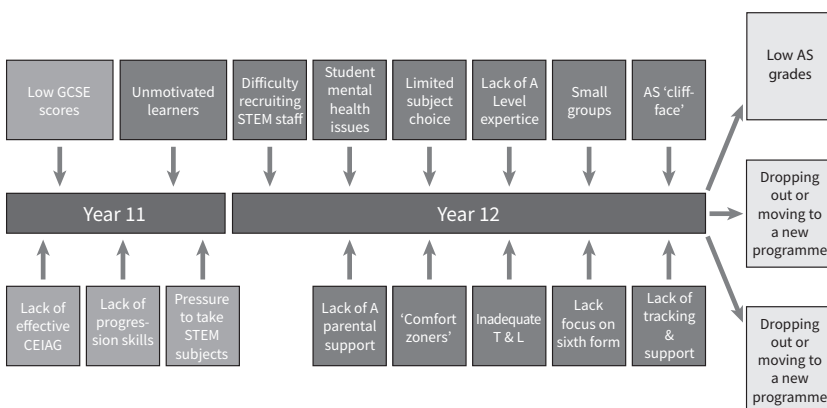 Low GCSE
scores
Unmotivated
learners
Difficulty
recruiting
STEM staff
Student
mental
health
issues
Limited
subject
choice
Lack of A
Level
expertice
Small
groups
AS ‘cliff-
face’
Low AS
grades
Year 11
Year 12
Dropping
out or
moving to
a new
programme
Lack of
effective
CEIAG
Lack of
progres-
sion skills
Pressure
to take
STEM
subjects
Lack of A
parental
support
‘Comfort
zoners’
Inadequate
T & L
Lack
focus on
sixth form
Lack of
tracking
&
support
Dropping
out or
moving to
a new
programme